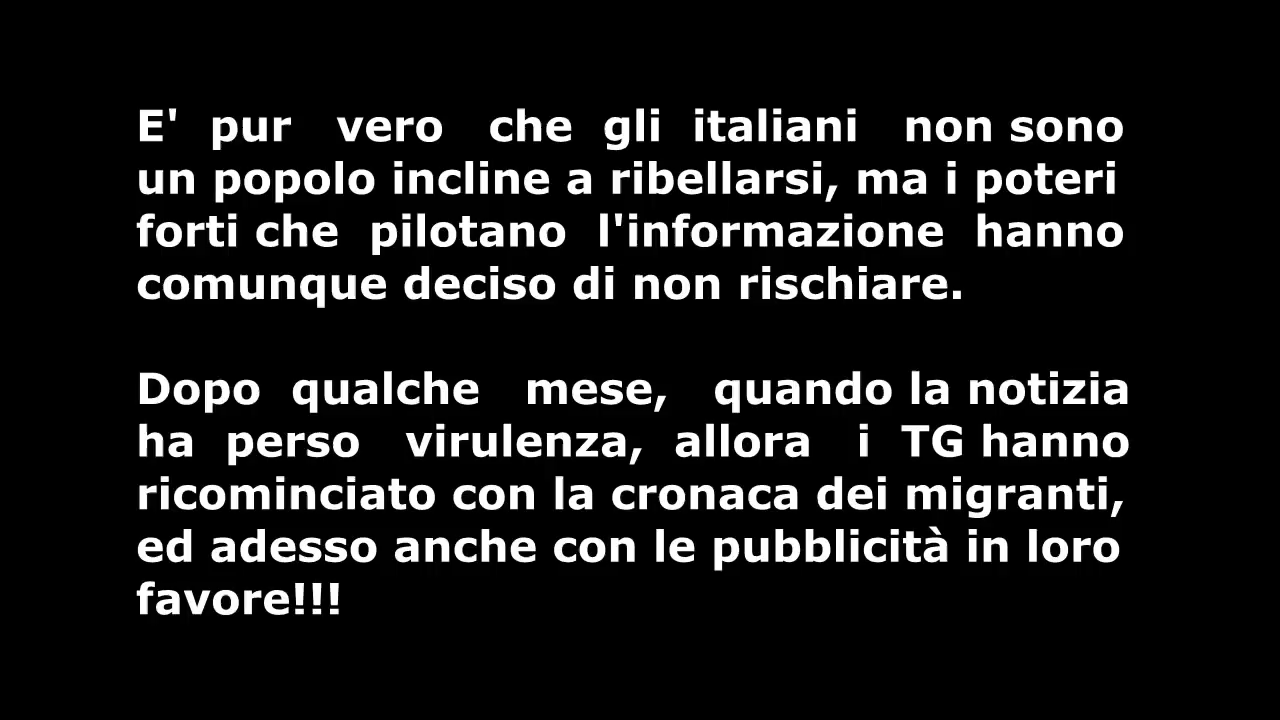 E' pur vero che gli italiani non sono
un popolo incline a ribellarsi, ma i poteri
forti che pilotano l'informazione hanno
comunque deciso di non rischiare.
Dopo qualche mese, quando la notizia
ha perso virulenza, allora i TG hanno
ricominciato con la cronaca dei migranti,
ed adesso anche con le pubblicità in loro
favore!!!